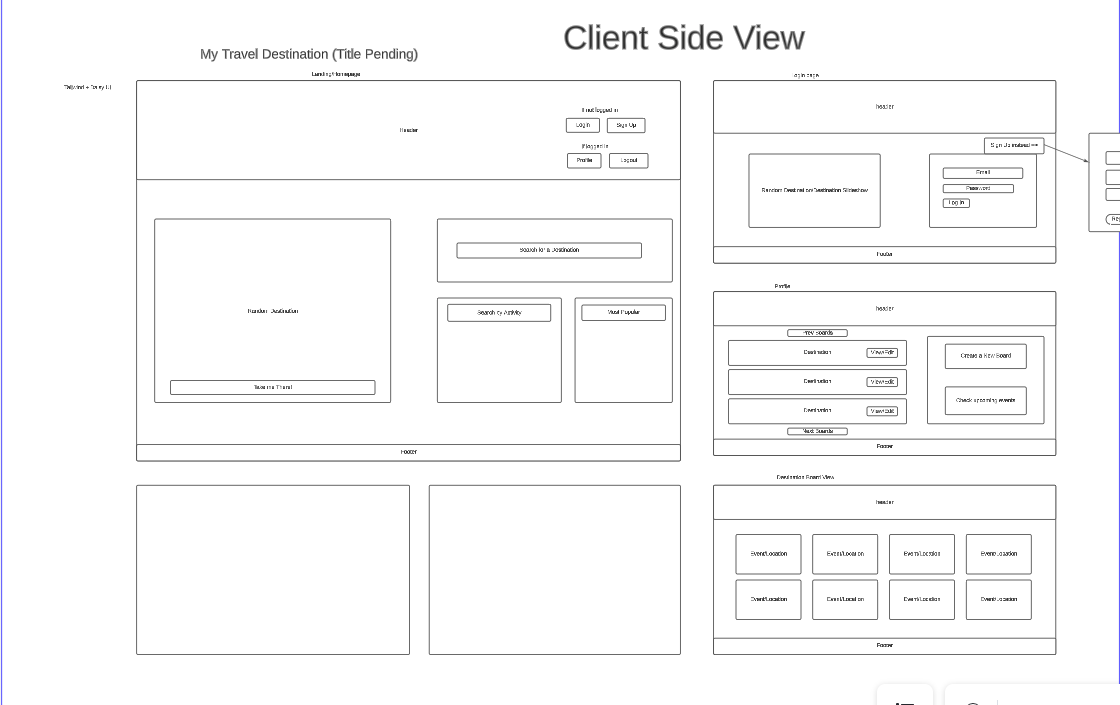 Client Side View
My Travel Destination (Title Pending)
Landing/Homepage
Tailwind + Daisy UI
Header
If not logged in
Login
Sign Up
If logged in
Profile
Logout
Random Destination
Take me There!
Search for a Destination
Search by Activity
Most Popular
Footer
Login page
header
Sign Up instead
Random Destination/Destination Slideshow
Email
Password
Log in
Footer
Profile
header
Prev Boards
Destination
View/Edit
Destination
View/Edit
Destination
View/Edit
Next Boards
Create a New Board
Check upcoming events
Footer
Destination Board View
header
Event/Location
Event/Location
Event/Location
Event/Location
Event/Location
Event/Location
Event/Location
Event/Location
Footer